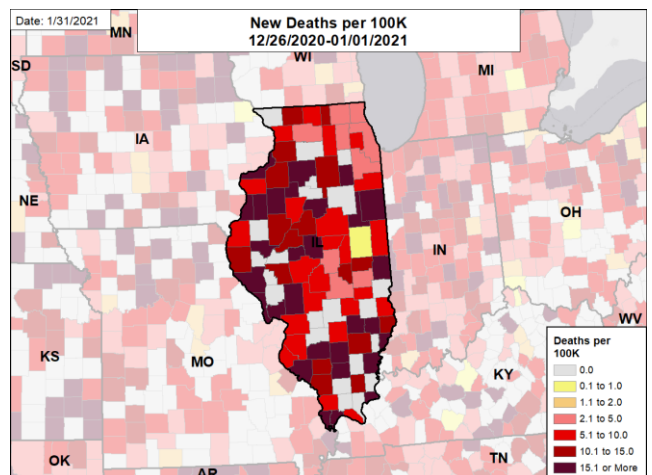 Date: 1/31/2021
New Deaths per 100K
12/26/2020-01/01/2021
MN
WI
SD
MI
IA
NE
OH
IL
IN
WV
KS
MO
KY
OK
AR
TN
Deaths per
100K
0.0
0.1 to 1.0
1.1 to 2.0
2.1 to 5.0
5.1 to 10.0
10.1 to 15.0
15.1 or More